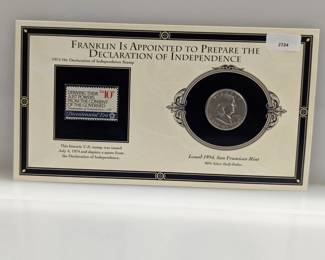 FRANKLIN IS APPOINTED TO PREPARE THE
DECLARATION OF INDEPENDENCE
2124
1974 the Declaration of Independence Stamp
DERIVING THEIR
JUST POWERS
FROM THE CONSENT
OF THE GOVERNED
US 10¢
Bicentennial Era
This historic U.S. stamp was issued
July 4, 1974 and depicts a quote from
the Declaration of Independence.
Issued 1954, San Francisco Mint
90% Silver Half-Dollar